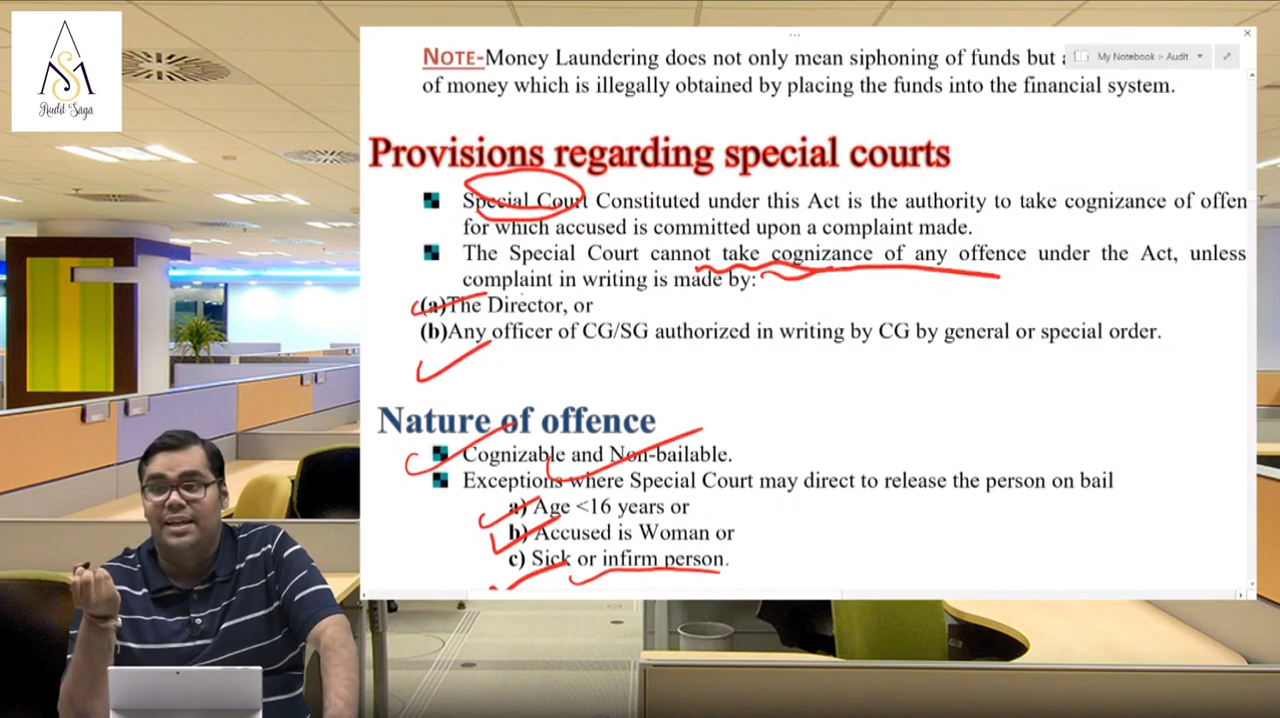 Audit Saga
NOTE-Money Laundering does not only mean siphoning of funds but
My Notebook > Audit
of money which is illegally obtained by placing the funds into the financial system.
Provisions regarding special courts
Special Court Constituted under this Act is the authority to take cognizance of offen
for which accused is committed upon a complaint made.
The Special Court cannot take cognizance of any offence under the Act, unless
complaint in writing is made by:
(a)The Director, or
(b)Any officer of CG/SG authorized in writing by CG by general or special order.
Nature of offence
Cognizable and Non-bailable.
Exceptions where Special Court may direct to release the person on bail
a) Age <16 years or
b) Accused is Woman or
c) Sick or infirm person.